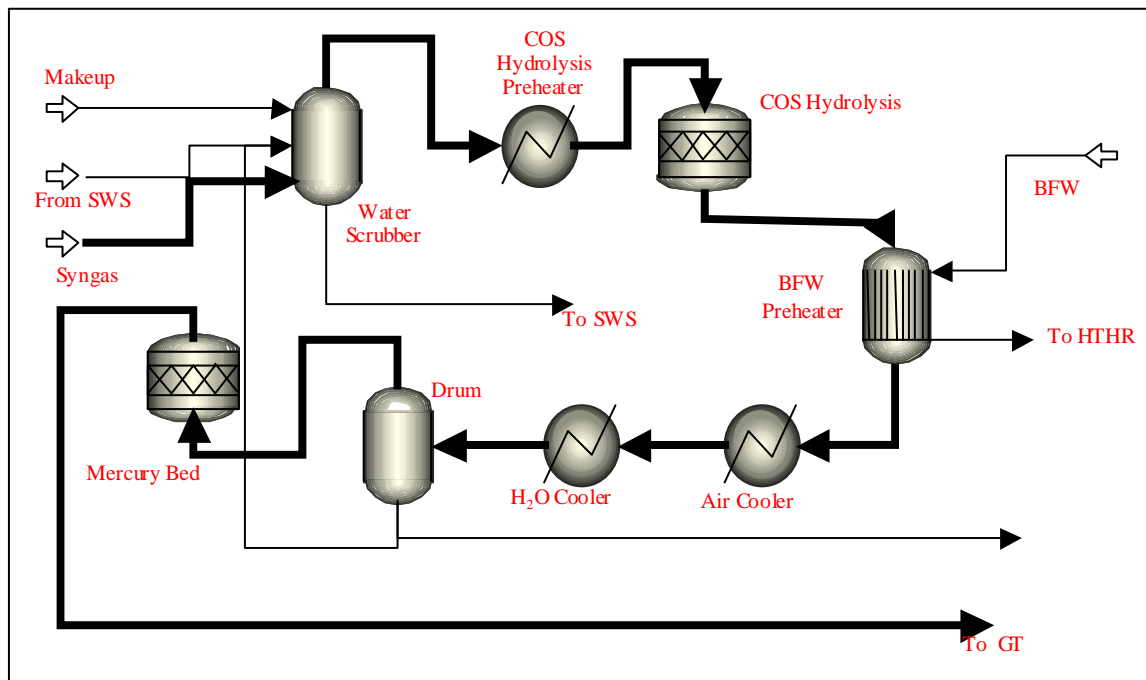 COS
Hydrolysis
Preheater
Makeup
COS Hydrolysis
From SWS
Water
Scrubber
BFW
Syngas
BFW
Preheater
To SWS
To HTHR
Drum
Mercury Bed
H₂O Cooler
Air Cooler
To GT